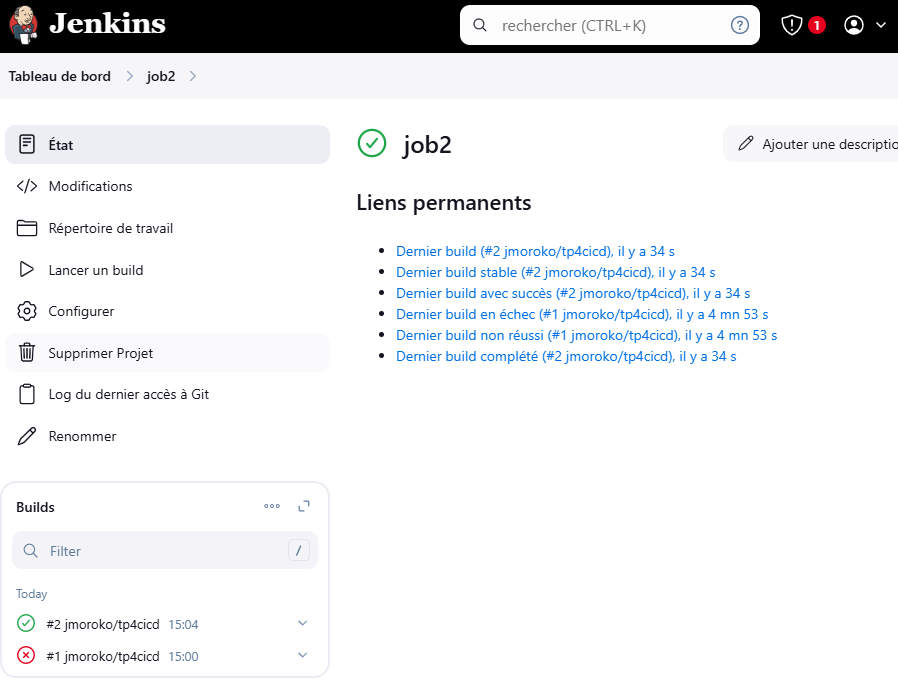 Jenkins
rechercher (CTRL+K)
?
1
Tableau de bord
job2
État
Modifications
Répertoire de travail
Lancer un build
Configurer
Supprimer Projet
Log du dernier accès à Git
Renommer
job2
Ajouter une descriptio
Liens permanents
Dernier build (#2 jmoroko/tp4cicd), il y a 34 s
Dernier build stable (#2 jmoroko/tp4cicd), il y a 34 s
Dernier build avec succès (#2 jmoroko/tp4cicd), il y a 34 s
Dernier build en échec (#1 jmoroko/tp4cicd), il y a 4 mn 53 s
Dernier build non réussi (#1 jmoroko/tp4cicd), il y a 4 mn 53 s
Dernier build complété (#2 jmoroko/tp4cicd), il y a 34 s
Builds
Filter /
Today
#2 jmoroko/tp4cicd 15:04
#1 jmoroko/tp4cicd 15:00